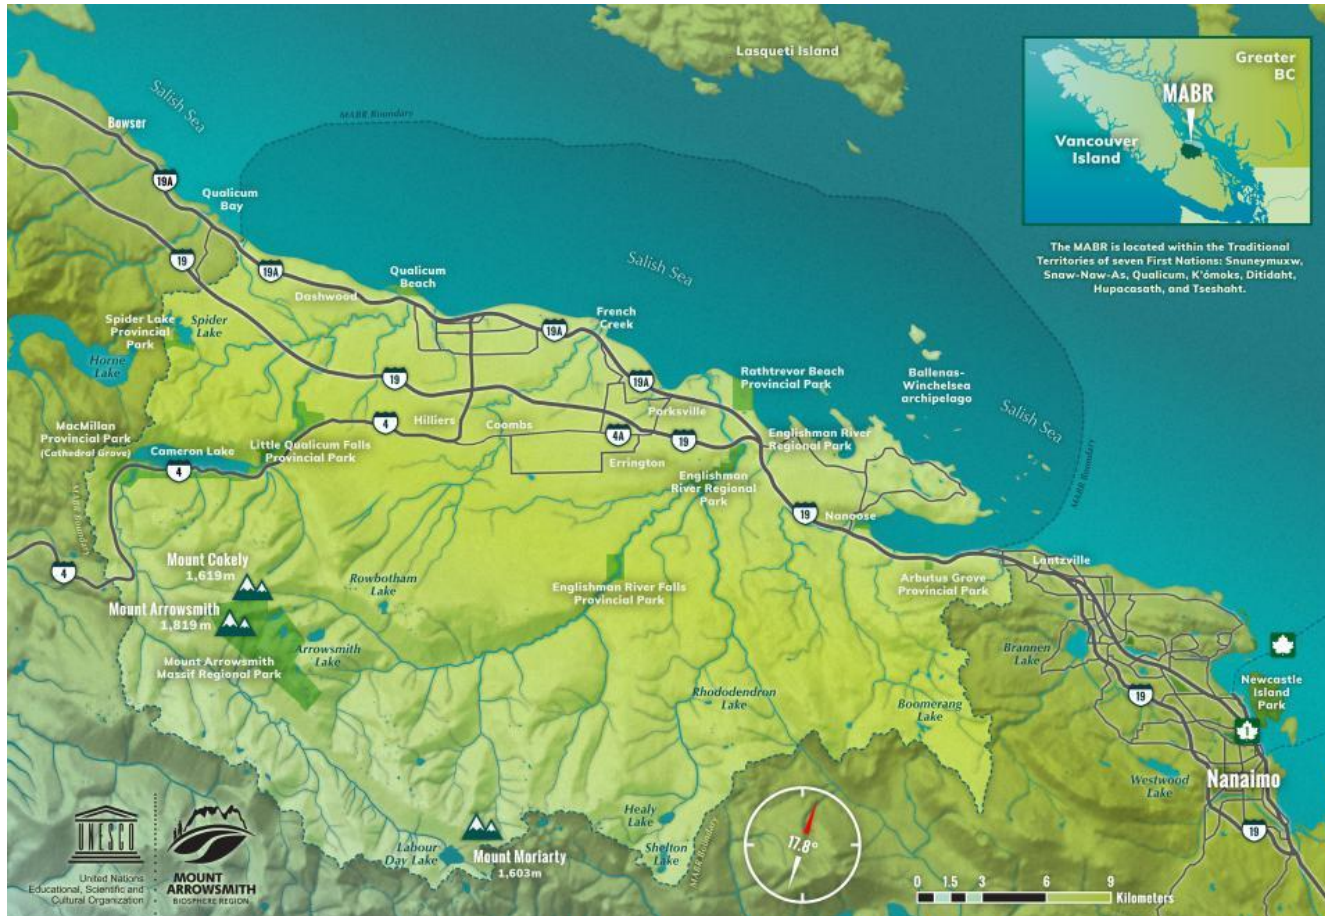 Lasqueti Island
Greater
BC
MABR
Vancouver
Island
The MABR is located within the Traditional
Territories of seven First Nations: Snuneymuxw,
Snaw-Naw-As, Qualicum, K'ómoks, Ditidaht,
Hupacasath, and Tseshaht.
Salish Sea
MABR Boundary
Bowser
19A
Qualicum
Bay
19
19A
Salish Sea
Qualicum
Beach
Dashwood
French
Creek
19A
Spider Lake
Provincial
Park
Spider
Lake
Horne
Lake
19
19A
Rathtrevor Beach
Provincial Park
Ballenas-
Winchelsea
archipelago
Salish Sea
MABR Boundary
MacMillan
Provincial Park
(Cathedral Grove)
Cameron Lake
4
Little Qualicum Falls
Provincial Park
4
Hilliers
Coombs
Parksville
4A
19
Errington
Englishman River
Regional Park
Englishman
River Regional
Park
MABR Boundary
4
19
Nanoose
Mount Cokely
1,619m
Mount Arrowsmith
1,819m
Rowbotham
Lake
Englishman River Falls
Provincial Park
Arbutus Grove
Provincial Park
Lantzville
Arrowsmith
Lake
Mount Arrowsmith
Massif Regional Park
Brannen
Lake
Newcastle
Island
Park
Rhododendron
Lake
Boomerang
Lake
19
1
Westwood
Lake
Nanaimo
19
Healy
Lake
Shelton
Lake
MABR Boundary
Labour
Day Lake
Mount Moriarty
1,603m
17.8°
0 1.5 3 6 9
Kilometers
UNESCO
United Nations
Educational, Scientific and
Cultural Organization
MOUNT
ARROWSMITH
BIOSPHERE REGION